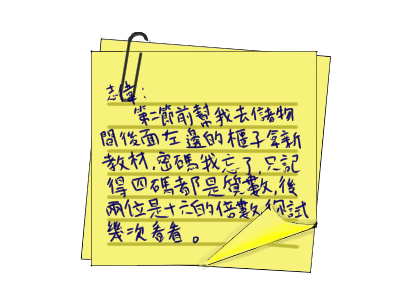 志偉：
第二節前幫我去儲物
間後面左邊的櫃子拿新
教材,密碼我忘了,只記
得四碼都是質數,後
兩位是十六的倍數,你試
幾次看看。